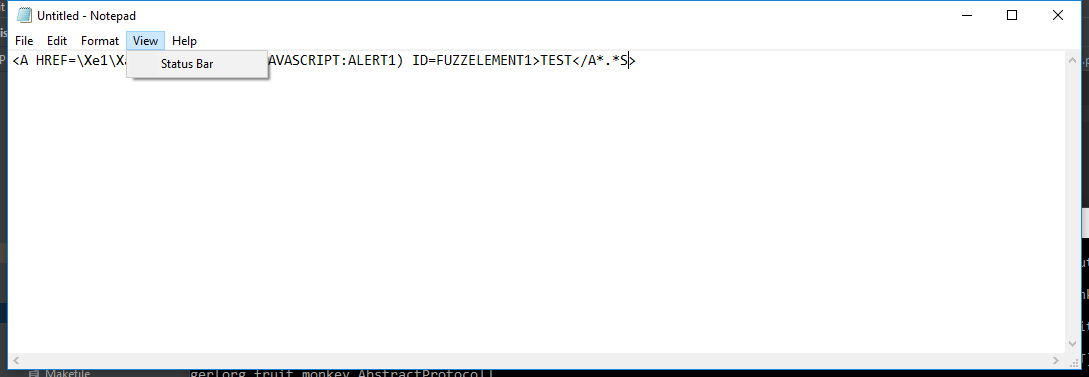 Untitled - Notepad
File Edit Format View Help
<A HREF=\Xe1\Xa AVASCRIPT:ALERT1) ID=FUZZELEMENT1>TEST</A*.*S>
Status Bar
Makefile
ger[org.fruit.monkey.AbstractProtocol]